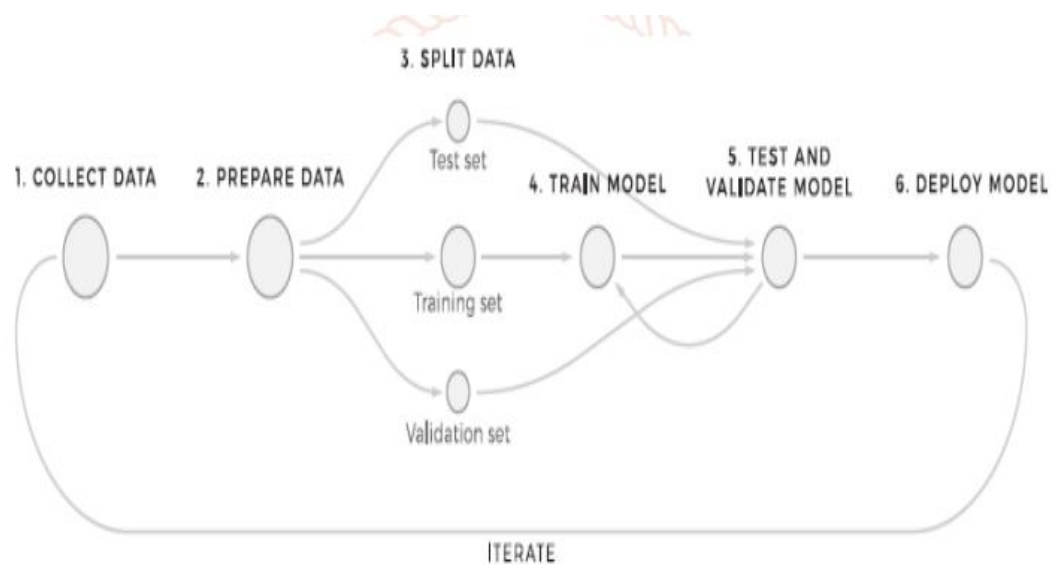 3. SPLIT DATA
Test set
1. COLLECT DATA
2. PREPARE DATA
4. TRAIN MODEL
5. TEST AND
VALIDATE MODEL
6. DEPLOY MODEL
Training set
Validation set
ITERATE